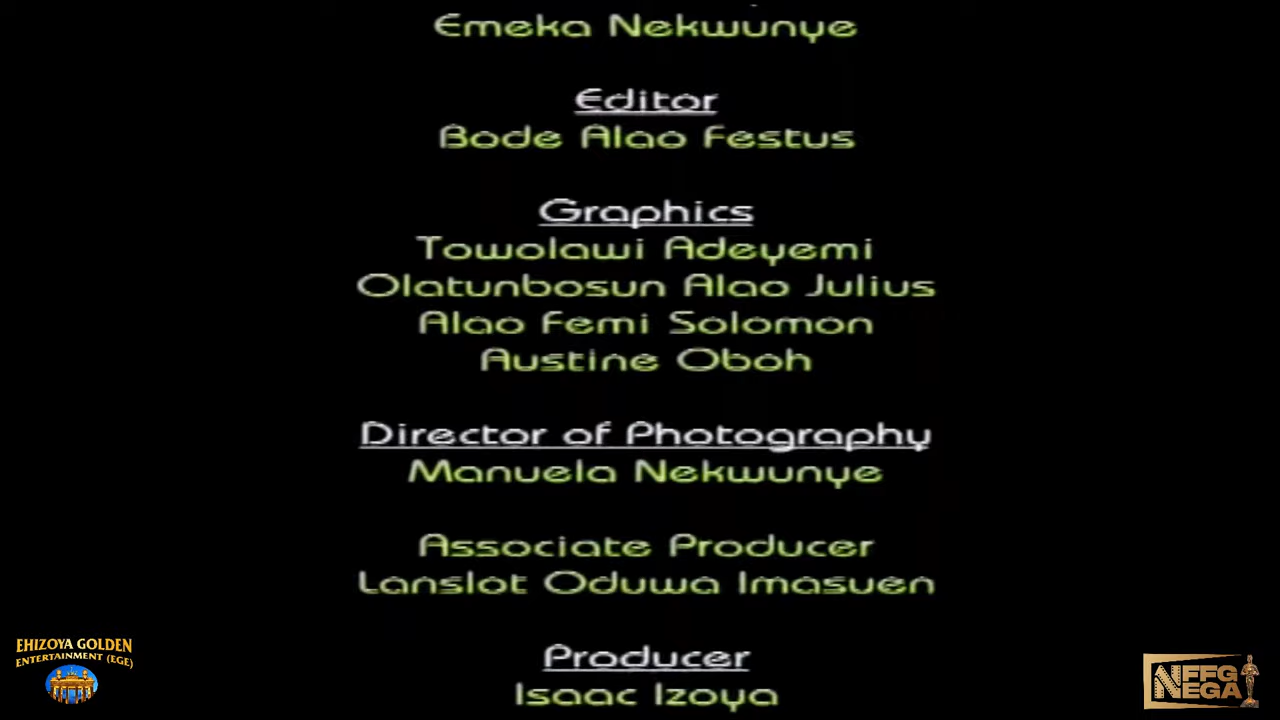 Emeka Nekwunye
Editor
Bode Alao Festus
Graphics
Towolawi Adeyemi
Olatunbosun Alao Julius
Alao Femi Solomon
Austine Oboh
Director of Photography
Manuela Nekwunye
Associate Producer
Lanslot Oduwa Imasuen
Producer
Isaac Izoya
EHIZOYA GOLDEN
ENTERTAINMENT (EGE)
NFFG
NEGA